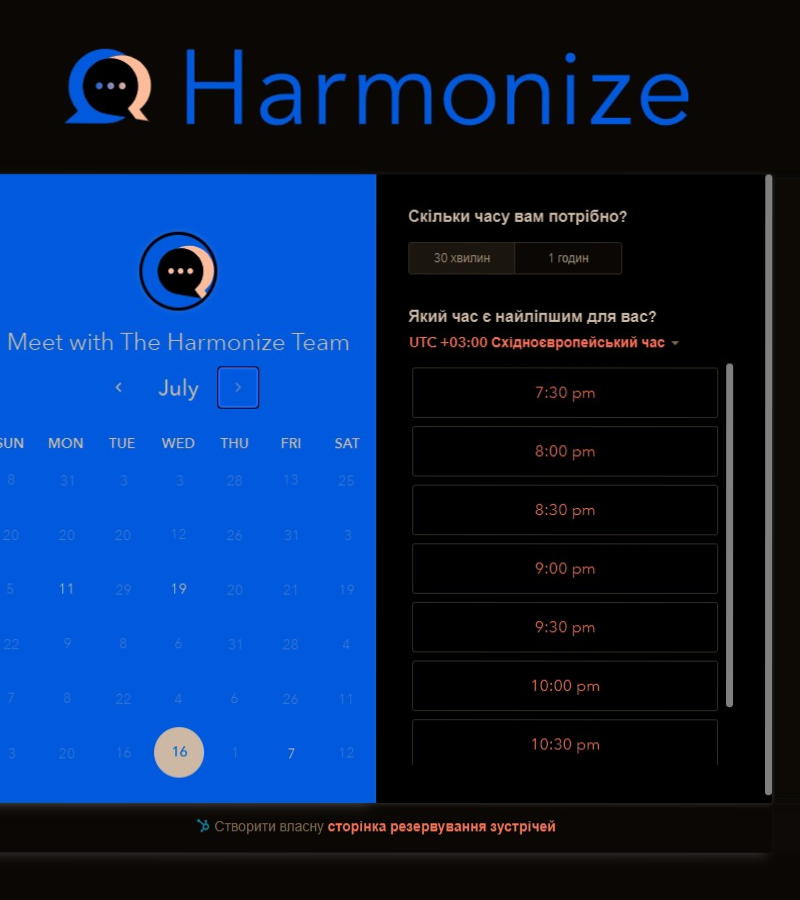 Harmonize
Meet with The Harmonize Team
July
SUN MON TUE WED THU FRI SAT
8 31 3 3 28 13 25
20 20 20 12 26 31 3
5 11 29 19 20 21 19
22 9 8 6 31 28 4
7 8 22 4 6 26 11
3 20 16 16 1 7 12
Скільки часу вам потрібно?
30 хвилин 1 годин
Який час є найліпшим для вас?
UTC +03:00 Східноєвропейський час
7:30 pm
8:00 pm
8:30 pm
9:00 pm
9:30 pm
10:00 pm
10:30 pm
Створити власну сторінка резервування зустрічей